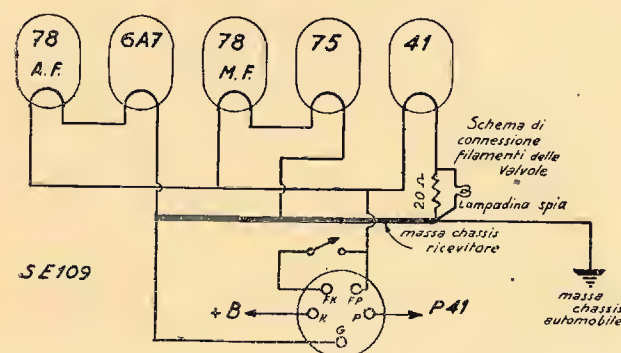 78
A.F.
6A7
78
M.F.
75
41
Schema di
connessione
filamenti delle
valvole
20Ω
Lampadina spia
massa chassis
ricevitore
SE109
massa
chassis
automobile
FK
FP
+B
K
P
P41
G